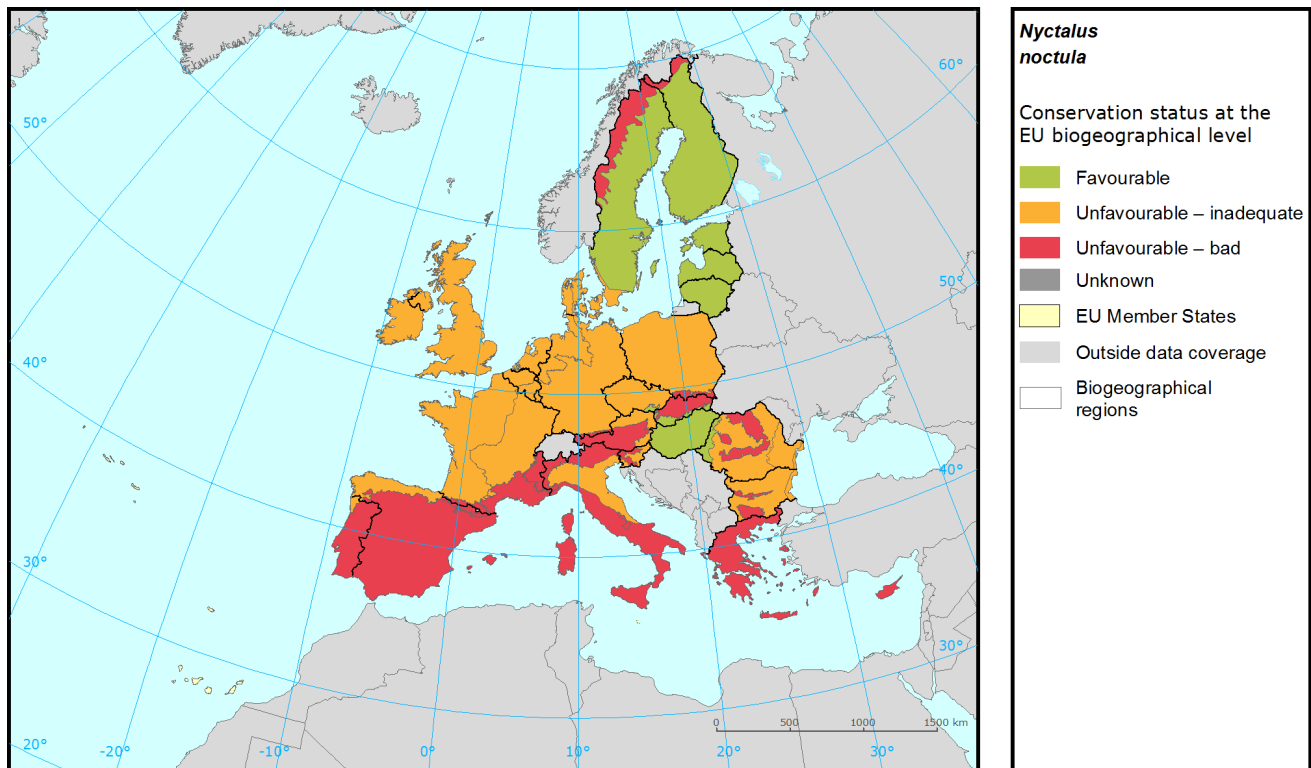 60°
50°
50°
40°
40°
30°
30°
20°
-20°
-10°
0°
10°
20°
30°
0 500 1000 1500 km
Nyctalus
noctula
Conservation status at the
EU biogeographical level
Favourable
Unfavourable – inadequate
Unfavourable – bad
Unknown
EU Member States
Outside data coverage
Biogeographical
regions